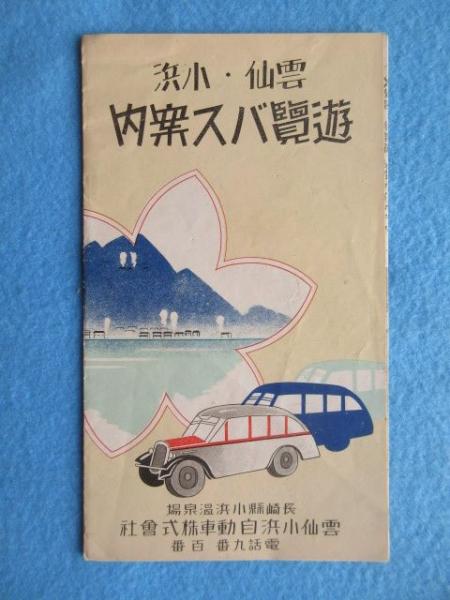 雲仙・小浜
遊覽バス案内
長崎縣小浜温泉場
雲仙小浜自動車株式會社
電話九番 百番